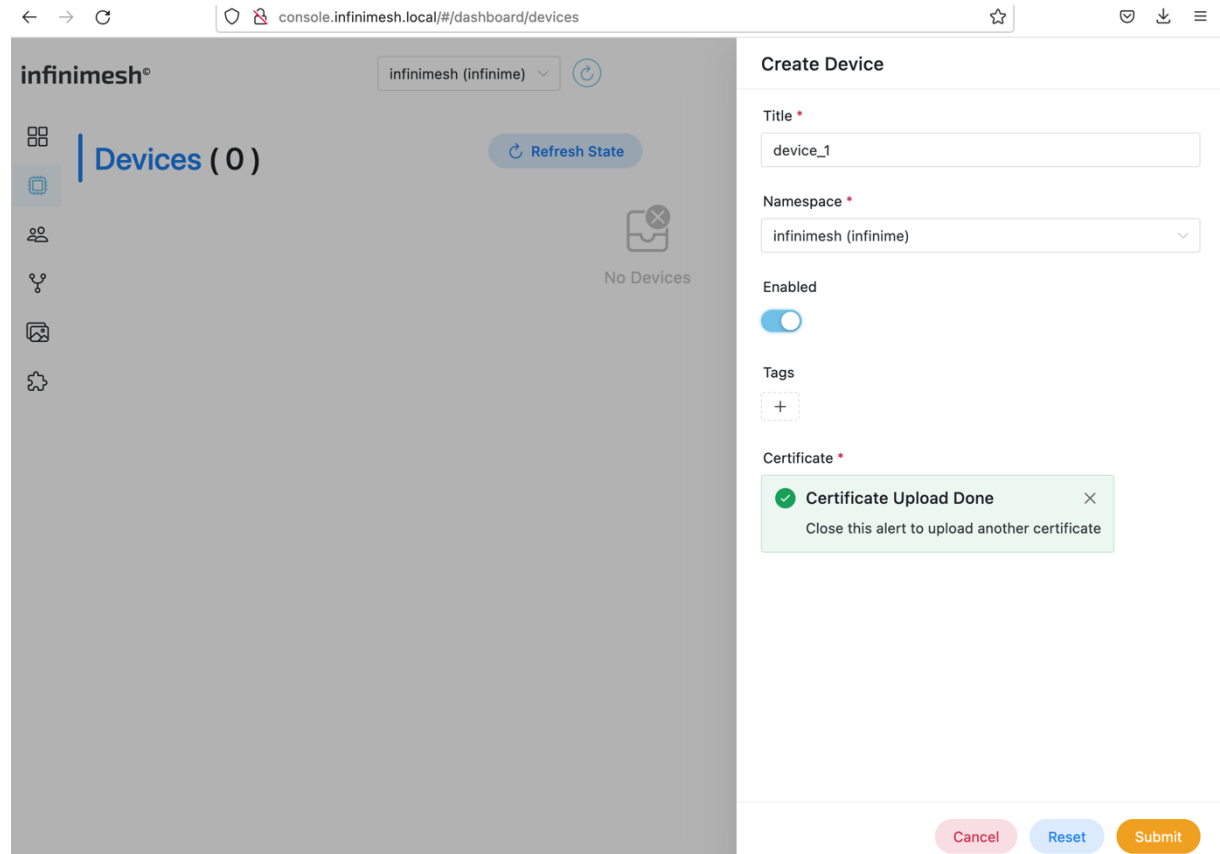 console.infinimesh.local/#/dashboard/devices
infinimesh©
infinimesh (infinime)
Devices ( 0 )
Refresh State
No Devices
Create Device
Title *
device_1
Namespace *
infinimesh (infinime)
Enabled
Tags
+
Certificate *
Certificate Upload Done
Close this alert to upload another certificate
Cancel
Reset
Submit